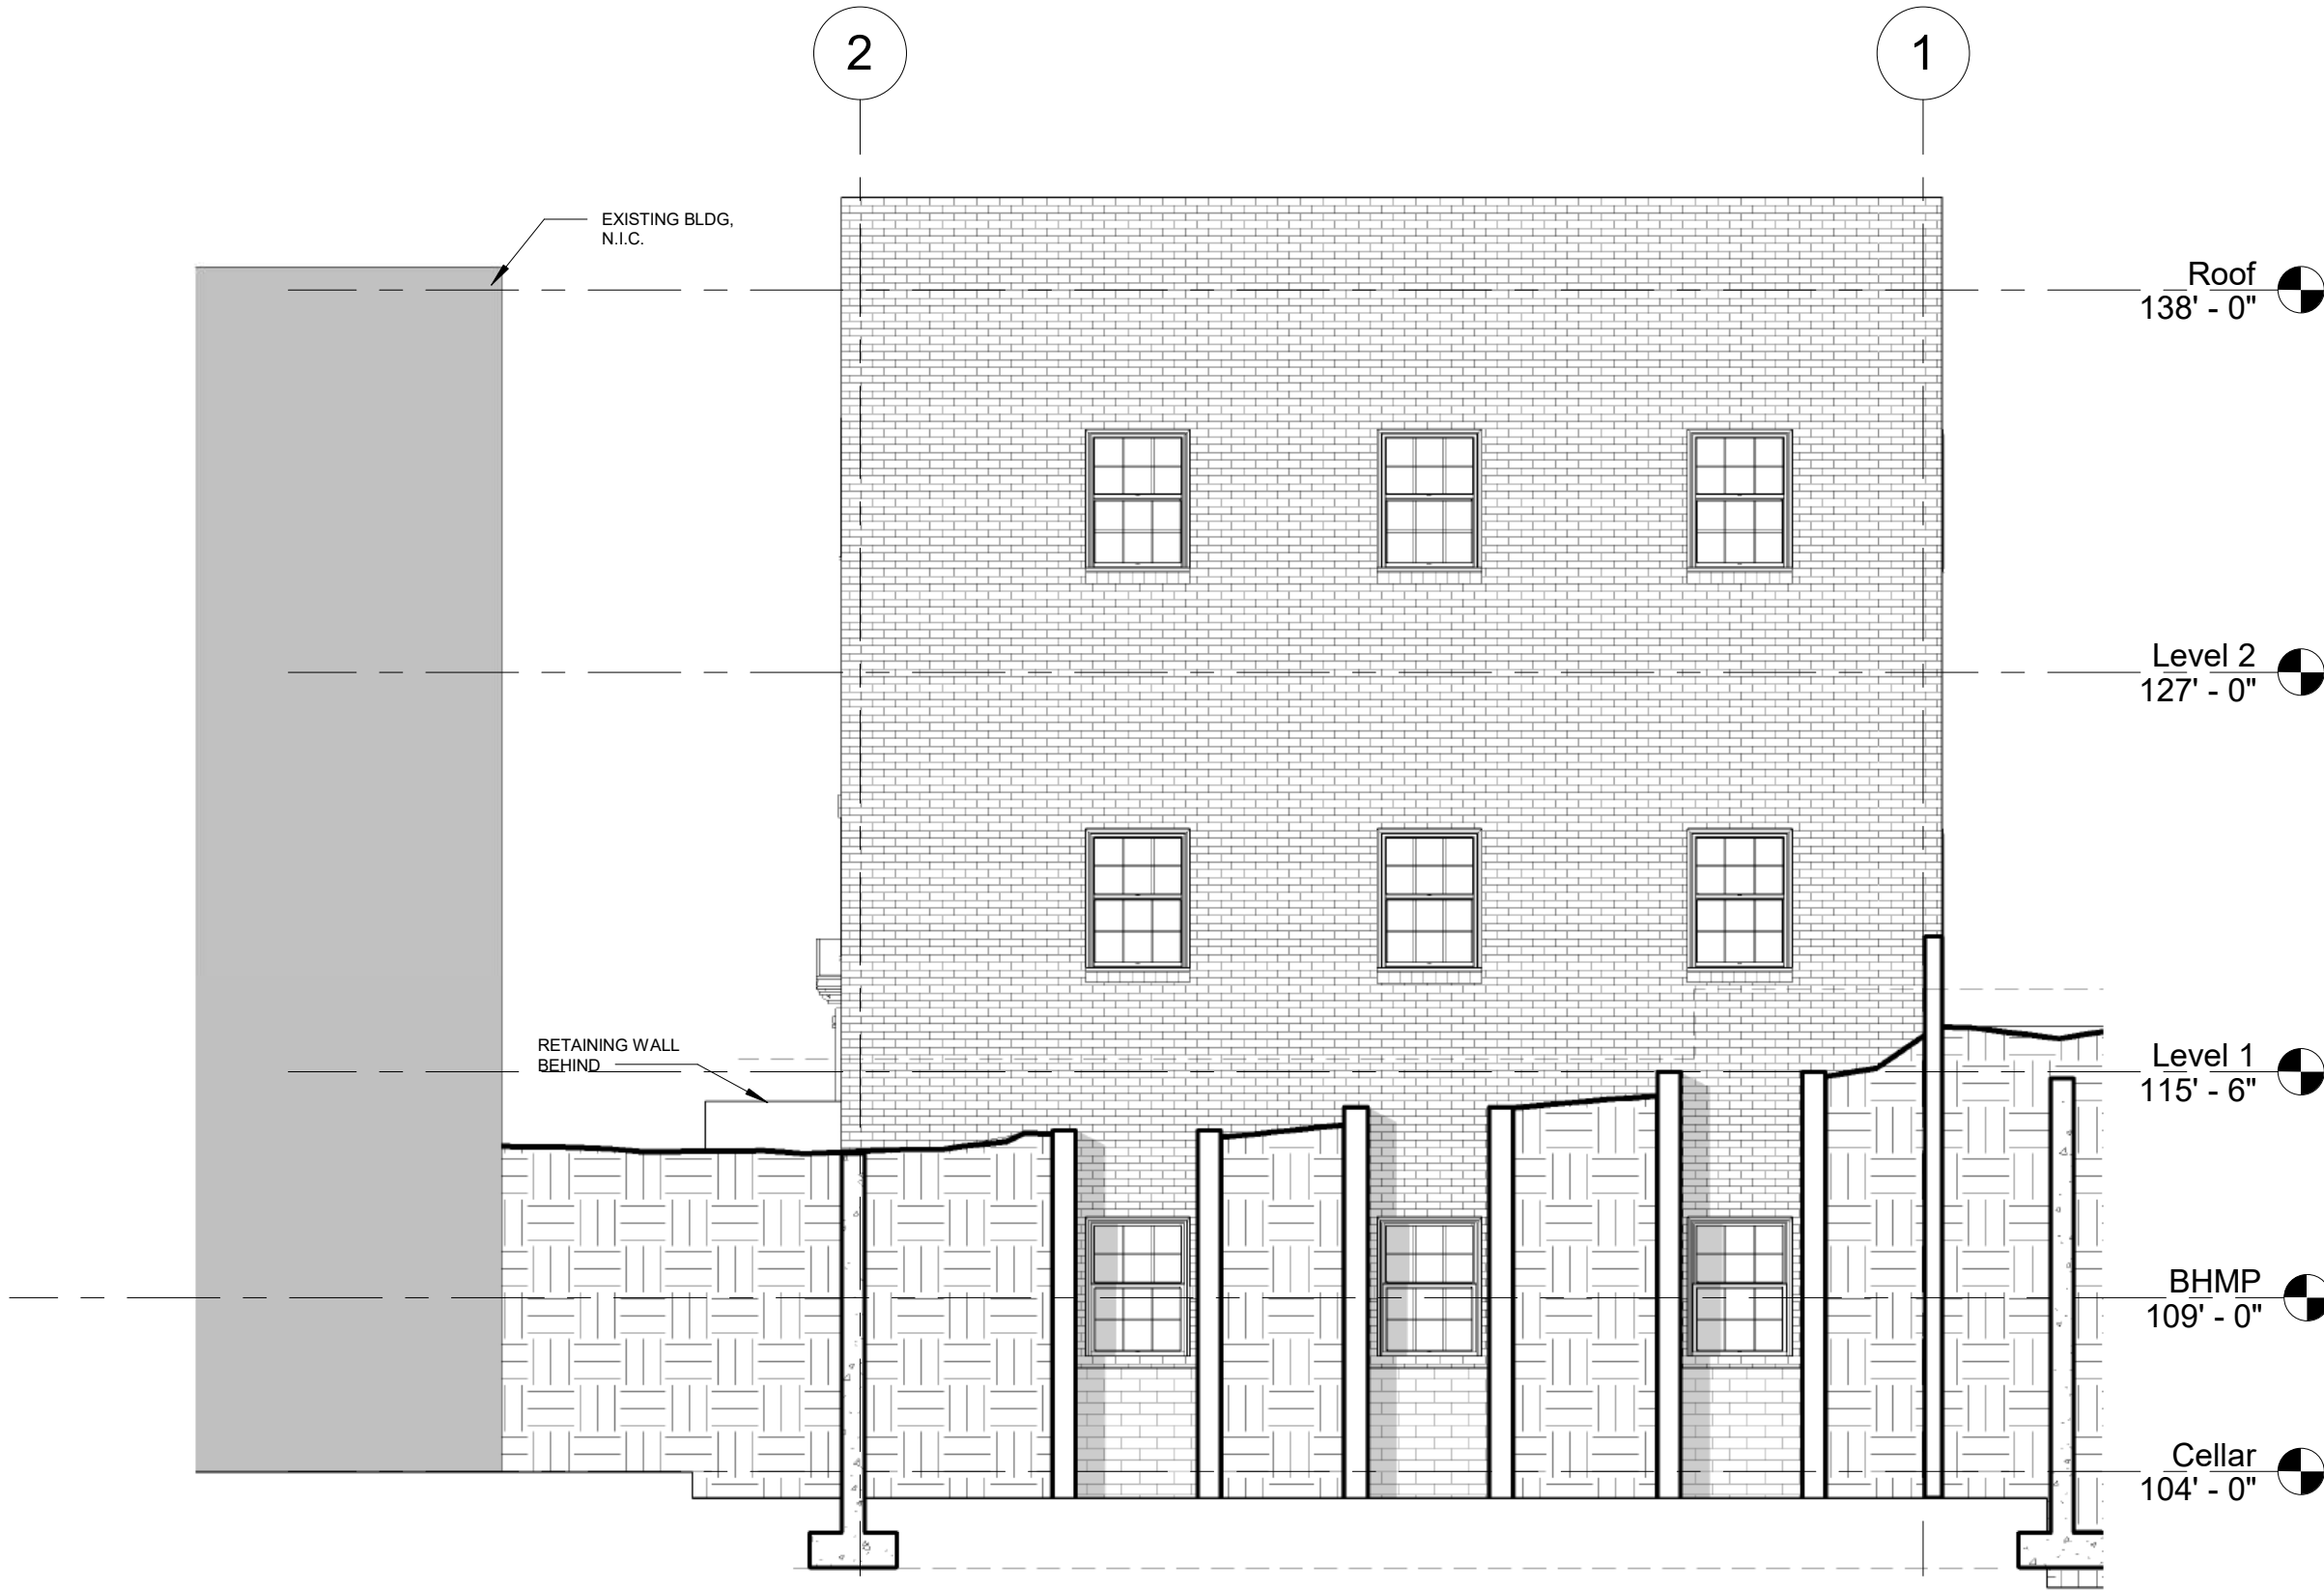 2
1
EXISTING BLDG,
N.I.C.
Roof
138' - 0"
Level 2
127' - 0"
RETAINING WALL
BEHIND
Level 1
115' - 6"
BHMP
109' - 0"
Cellar
104' - 0"